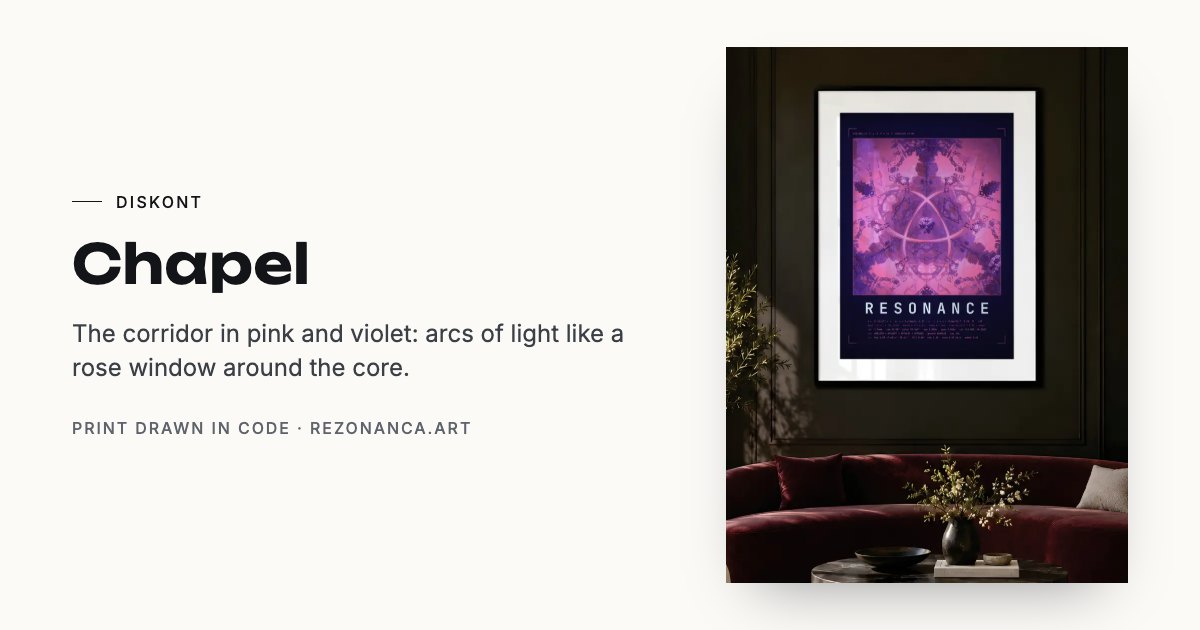 DISKONT
Chapel
The corridor in pink and violet: arcs of light like a
rose window around the core.
PRINT DRAWN IN CODE · REZONANCA.ART
RESONANCE